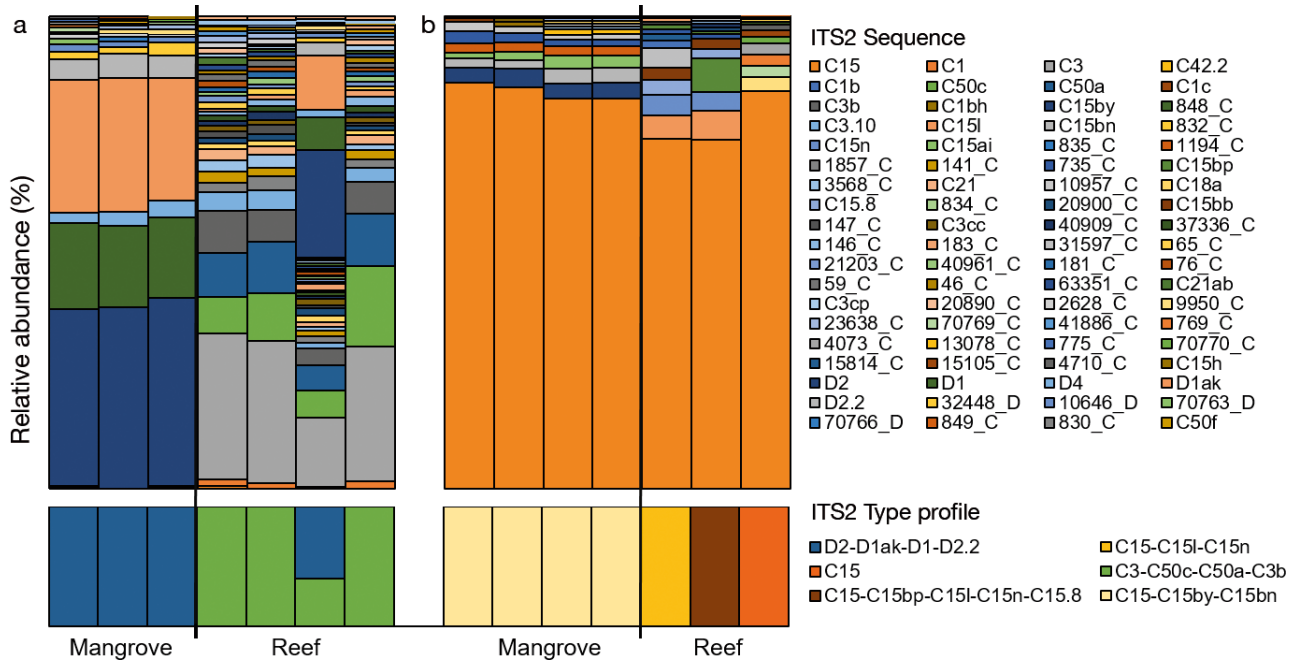 a
b
Relative abundance (%)
ITS2 Sequence
C15 C1 C3 C42.2
C1b C50c C50a C1c
C3b C1bh C15by 848_C
C3.10 C15l C15bn 832_C
C15n C15ai 835_C 1194_C
1857_C 141_C 735_C C15bp
3568_C C21 10957_C C18a
C15.8 834_C 20900_C C15bb
147_C C3cc 40909_C 37336_C
146_C 183_C 31597_C 65_C
21203_C 40961_C 181_C 76_C
59_C 46_C 63351_C C21ab
C3cp 20890_C 2628_C 9950_C
23638_C 70769_C 41886_C 769_C
4073_C 13078_C 775_C 70770_C
15814_C 15105_C 4710_C C15h
D2 D1 D4 D1ak
D2.2 32448_D 10646_D 70763_D
70766_D 849_C 830_C C50f
ITS2 Type profile
D2-D1ak-D1-D2.2 C15-C15l-C15n
C15 C3-C50c-C50a-C3b
C15-C15bp-C15l-C15n-C15.8 C15-C15by-C15bn
Mangrove Reef Mangrove Reef